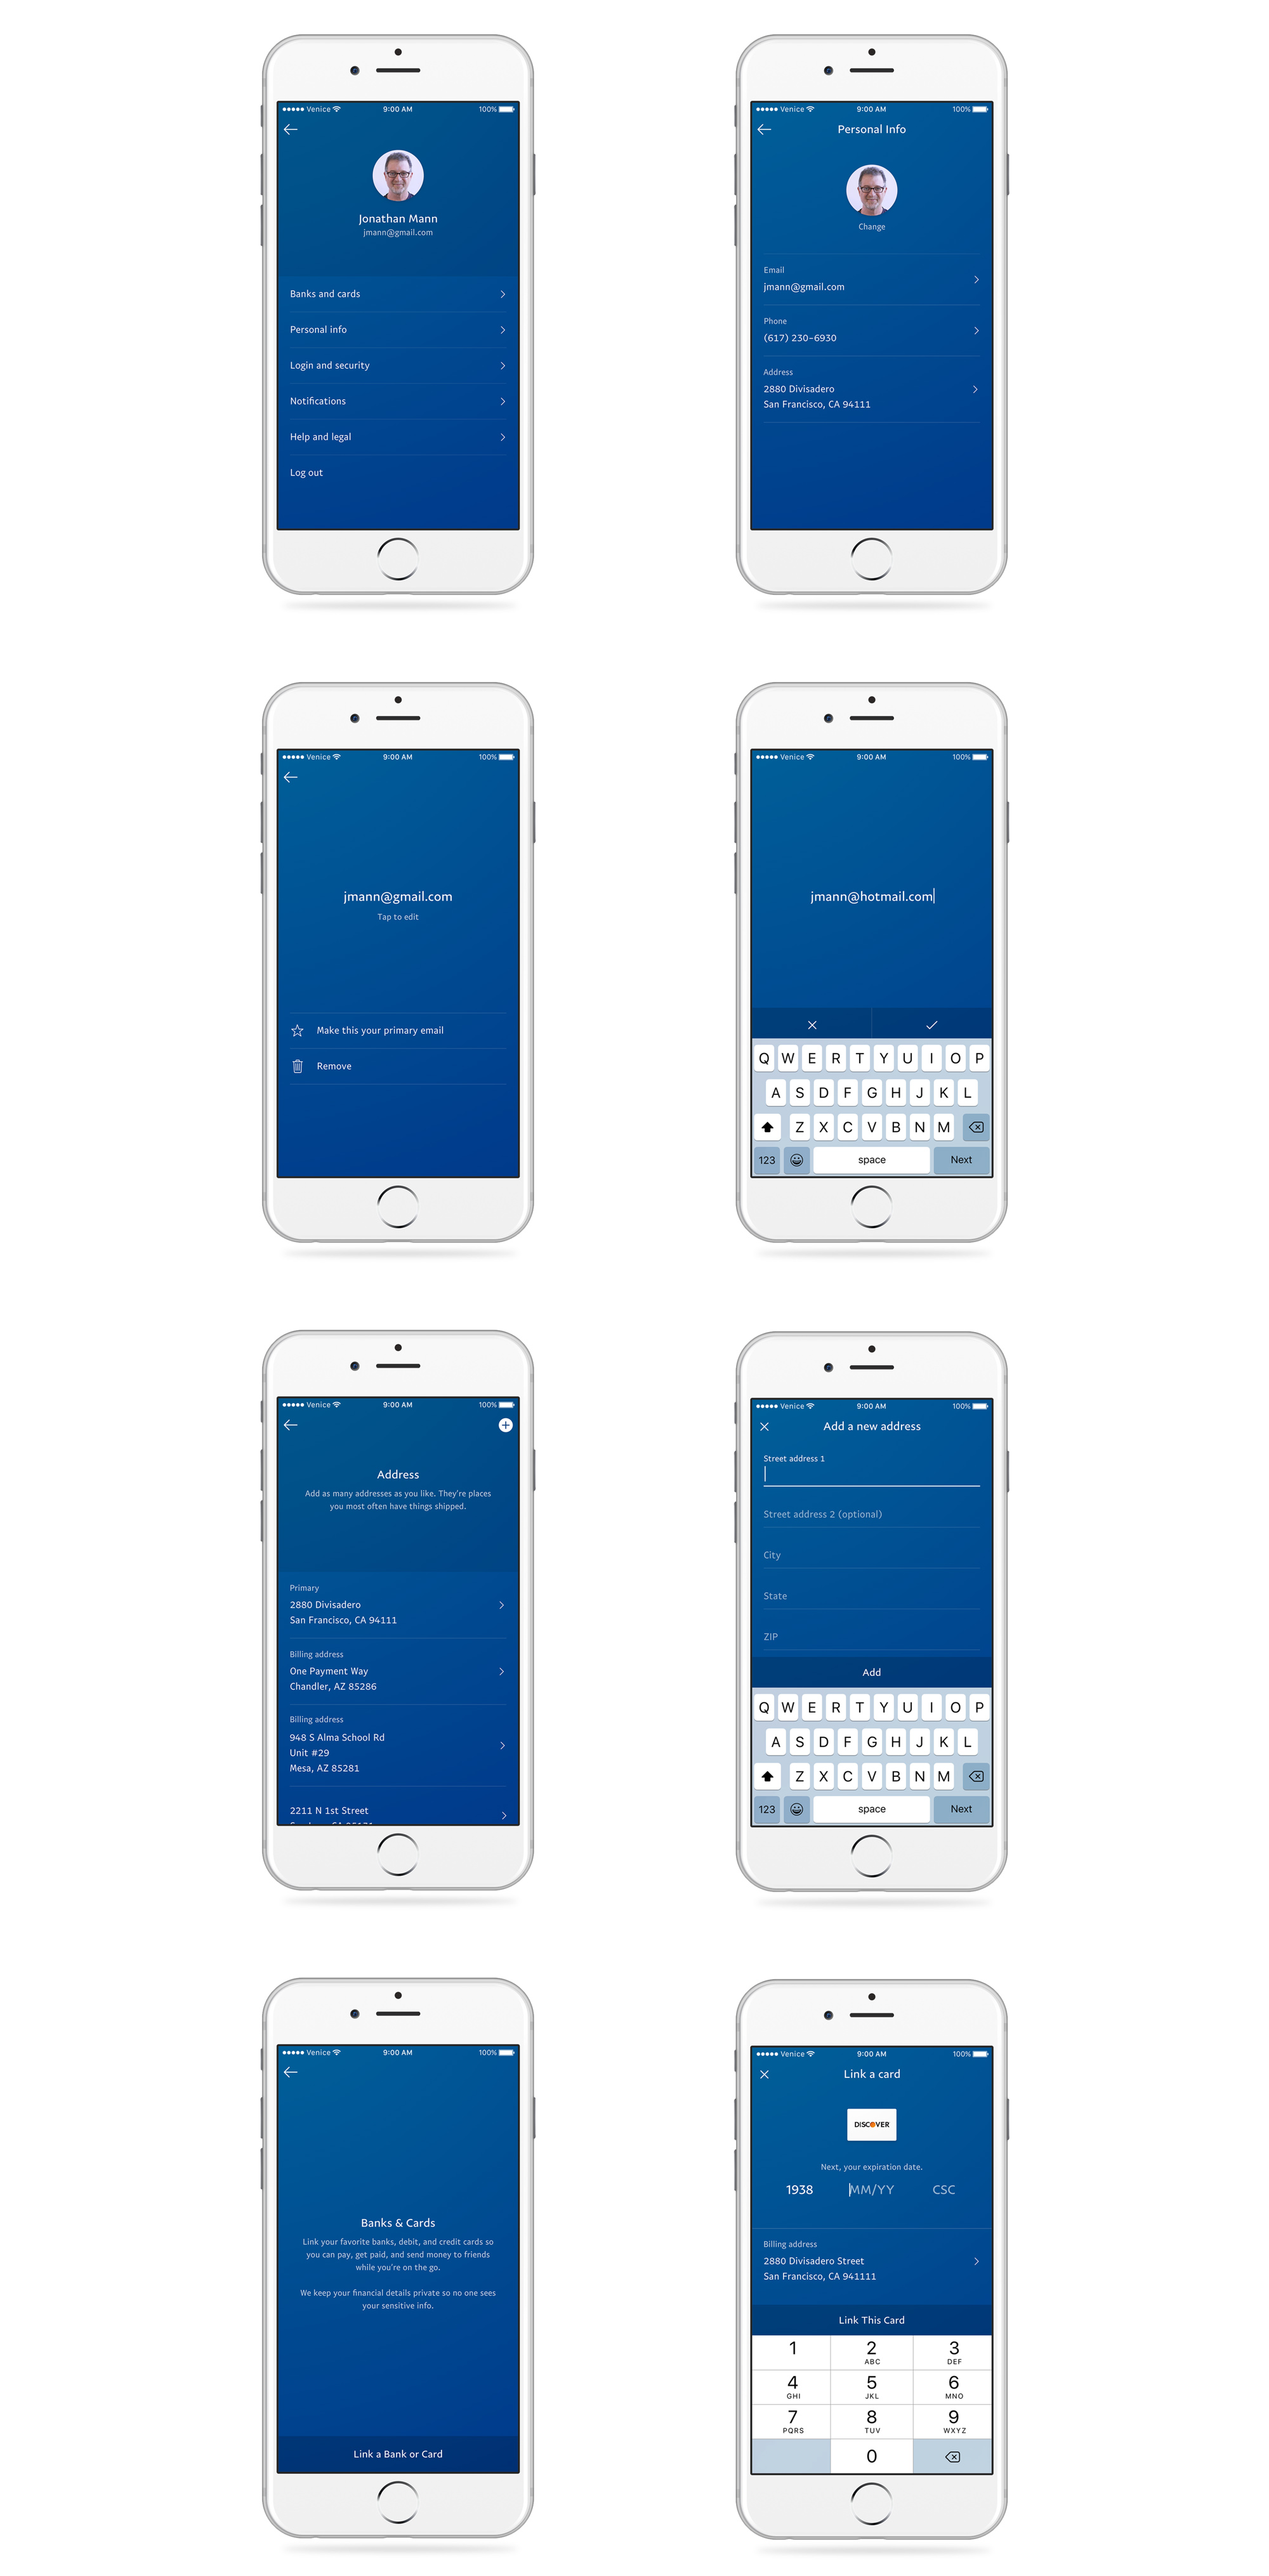 Venice 9:00 AM 100%
Jonathan Mann
jmann@gmail.com
Banks and cards
Personal info
Login and security
Notifications
Help and legal
Log out
Venice 9:00 AM 100%
Personal Info
Change
Email
jmann@gmail.com
Phone
(617) 230-6930
Address
2880 Divisadero
San Francisco, CA 94111
Venice 9:00 AM 100%
jmann@gmail.com
Tap to edit
Make this your primary email
Remove
Venice 9:00 AM 100%
jmann@hotmail.com
Q W E R T Y U I O P
A S D F G H J K L
Z X C V B N M
123 space Next
Venice 9:00 AM 100%
Address
Add as many addresses as you like. They're places
you most often have things shipped.
Primary
2880 Divisadero
San Francisco, CA 94111
Billing address
One Payment Way
Chandler, AZ 85286
Billing address
948 S Alma School Rd
Unit #29
Mesa, AZ 85281
2211 N 1st Street
Venice 9:00 AM 100%
Add a new address
Street address 1
Street address 2 (optional)
City
State
ZIP
Add
Q W E R T Y U I O P
A S D F G H J K L
Z X C V B N M
123 space Next
Venice 9:00 AM 100%
Banks & Cards
Link your favorite banks, debit, and credit cards so
you can pay, get paid, and send money to friends
while you're on the go.
We keep your financial details private so no one sees
your sensitive info.
Link a Bank or Card
Venice 9:00 AM 100%
Link a card
DISCOVER
Next, your expiration date.
1938 MM/YY CSC
Billing address
2880 Divisadero Street
San Francisco, CA 941111
Link This Card
1 2 3
ABC DEF
4 5 6
GHI JKL MNO
7 8 9
PQRS TUV WXYZ
0